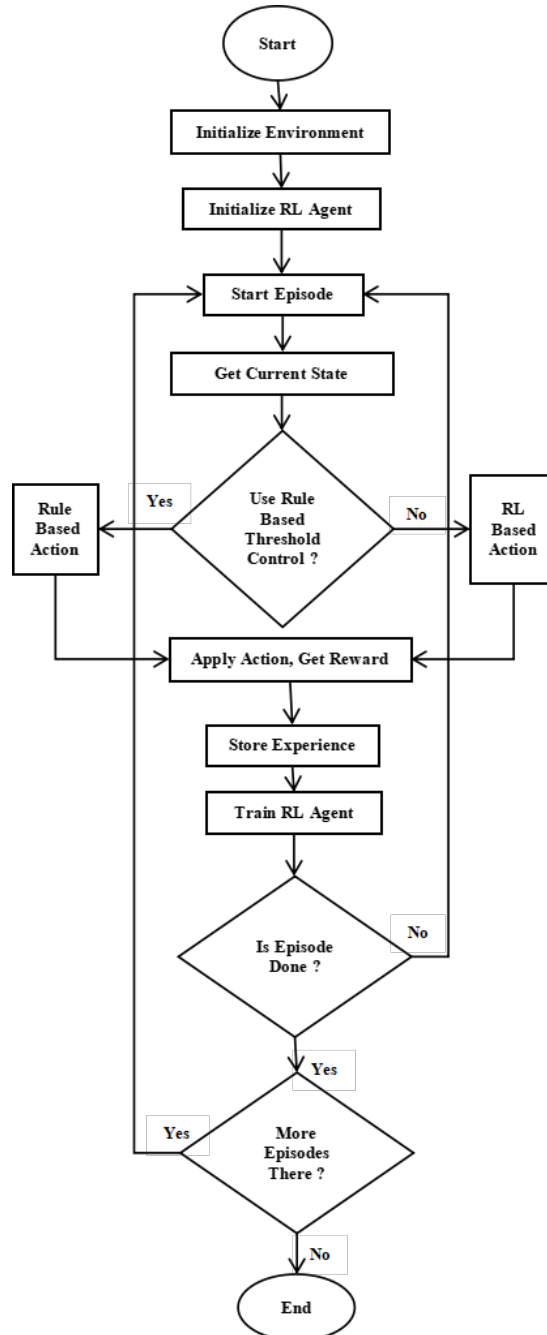 Start
Initialize Environment
Initialize RL Agent
Start Episode
Get Current State
Use Rule
Based
Threshold
Control ?
Yes
No
Rule
Based
Action
RL
Based
Action
Apply Action, Get Reward
Store Experience
Train RL Agent
Is Episode
Done ?
No
Yes
More
Episodes
There ?
Yes
No
End